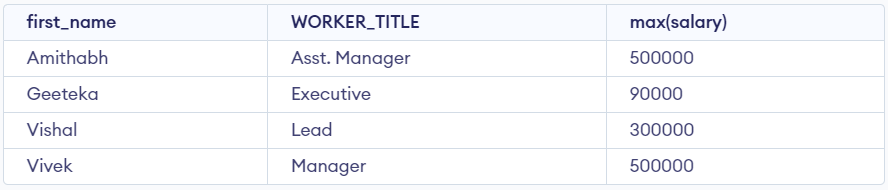 first_name WORKER_TITLE max(salary)
Amithabh Asst. Manager 500000
Geeteka Executive 90000
Vishal Lead 300000
Vivek Manager 500000